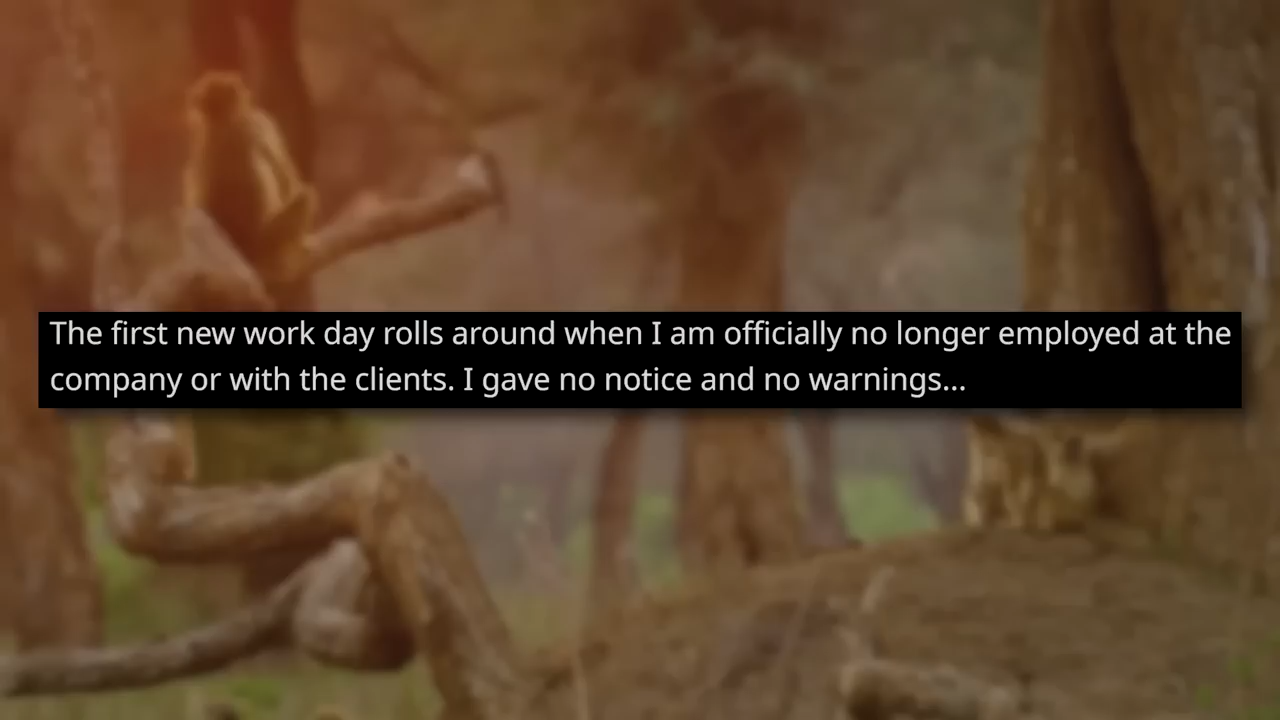 The first new work day rolls around when I am officially no longer employed at the
company or with the clients. I gave no notice and no warnings...